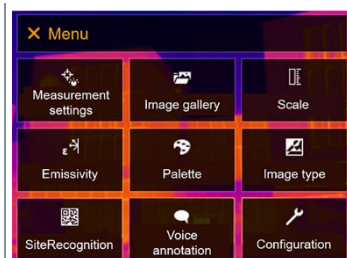 Menu
Measurement
settings
Image gallery
Scale
Emissivity
Palette
Image type
SiteRecognition
Voice
annotation
Configuration